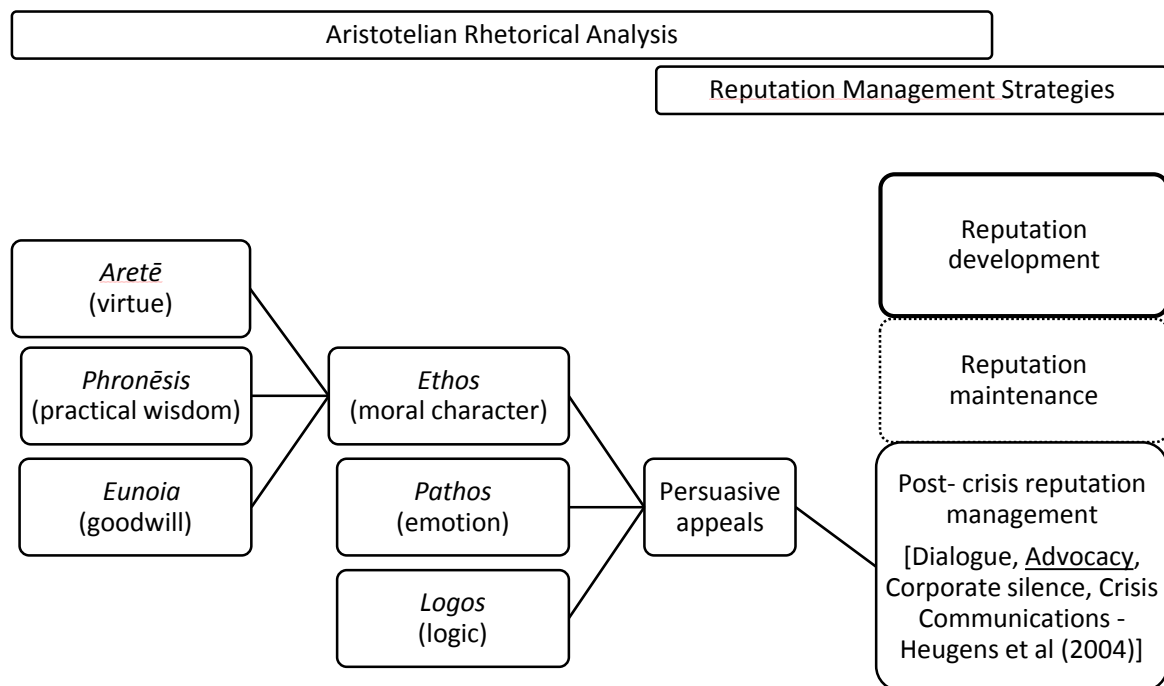 Aristotelian Rhetorical Analysis
Reputation Management Strategies
Reputation
development
Aretē
(virtue)
Phronēsis
(practical wisdom)
Ethos
(moral character)
Reputation
maintenance
Eunoia
(goodwill)
Pathos
(emotion)
Persuasive
appeals
Logos
(logic)
Post- crisis reputation
management
[Dialogue, Advocacy,
Corporate silence, Crisis
Communications -
Heugens et al (2004)]